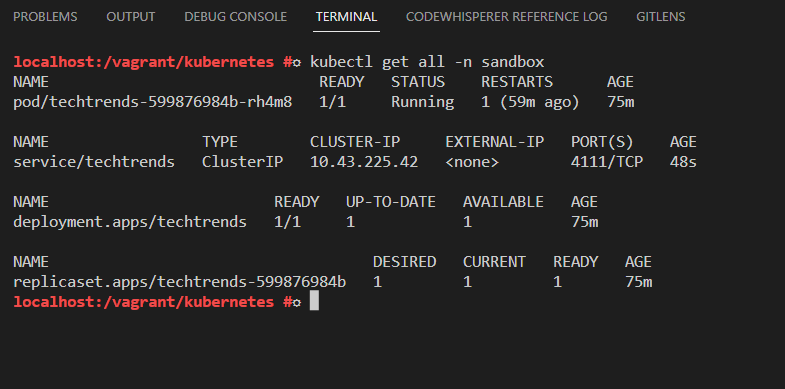 PROBLEMS OUTPUT DEBUG CONSOLE TERMINAL CODEWHISPERER REFERENCE LOG GITLENS
localhost:/vagrant/kubernetes #✡ kubectl get all -n sandbox
NAME READY STATUS RESTARTS AGE
pod/techtrends-599876984b-rh4m8 1/1 Running 1 (59m ago) 75m
NAME TYPE CLUSTER-IP EXTERNAL-IP PORT(S) AGE
service/techtrends ClusterIP 10.43.225.42 <none> 4111/TCP 48s
NAME READY UP-TO-DATE AVAILABLE AGE
deployment.apps/techtrends 1/1 1 1 75m
NAME DESIRED CURRENT READY AGE
replicaset.apps/techtrends-599876984b 1 1 1 75m
localhost:/vagrant/kubernetes #✡